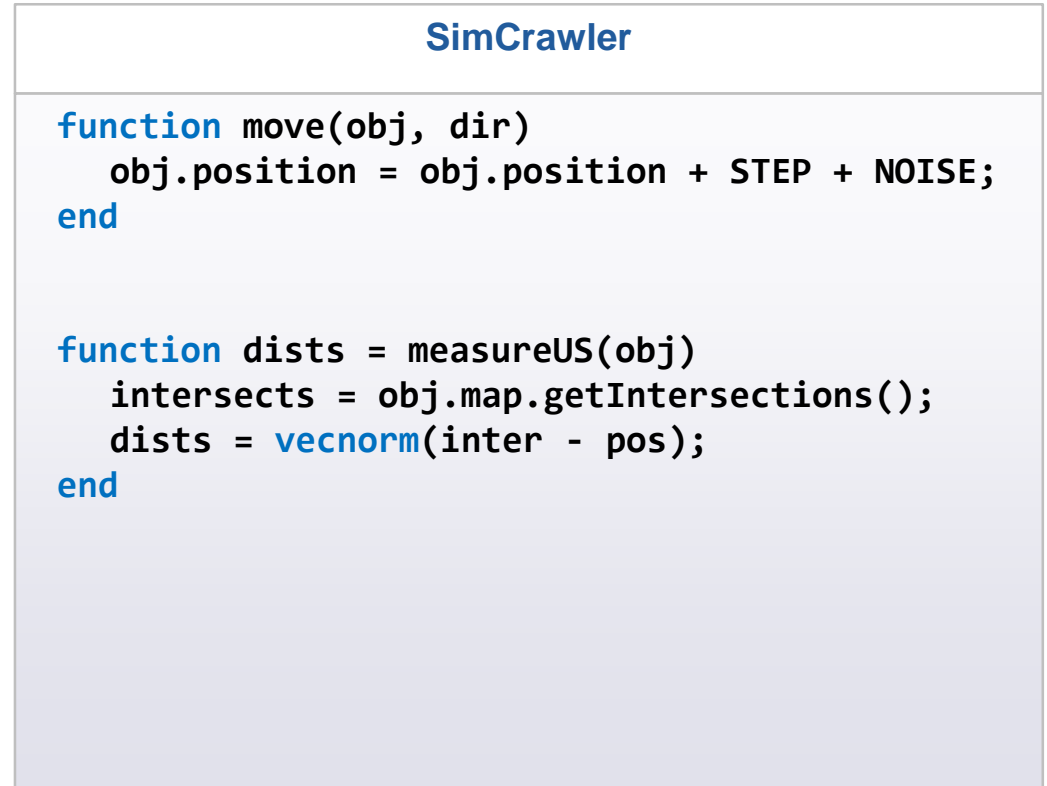 SimCrawler
function move(obj, dir)
obj.position = obj.position + STEP + NOISE;
end
function dists = measureUS(obj)
intersects = obj.map.getIntersections();
dists = vecnorm(inter - pos);
end